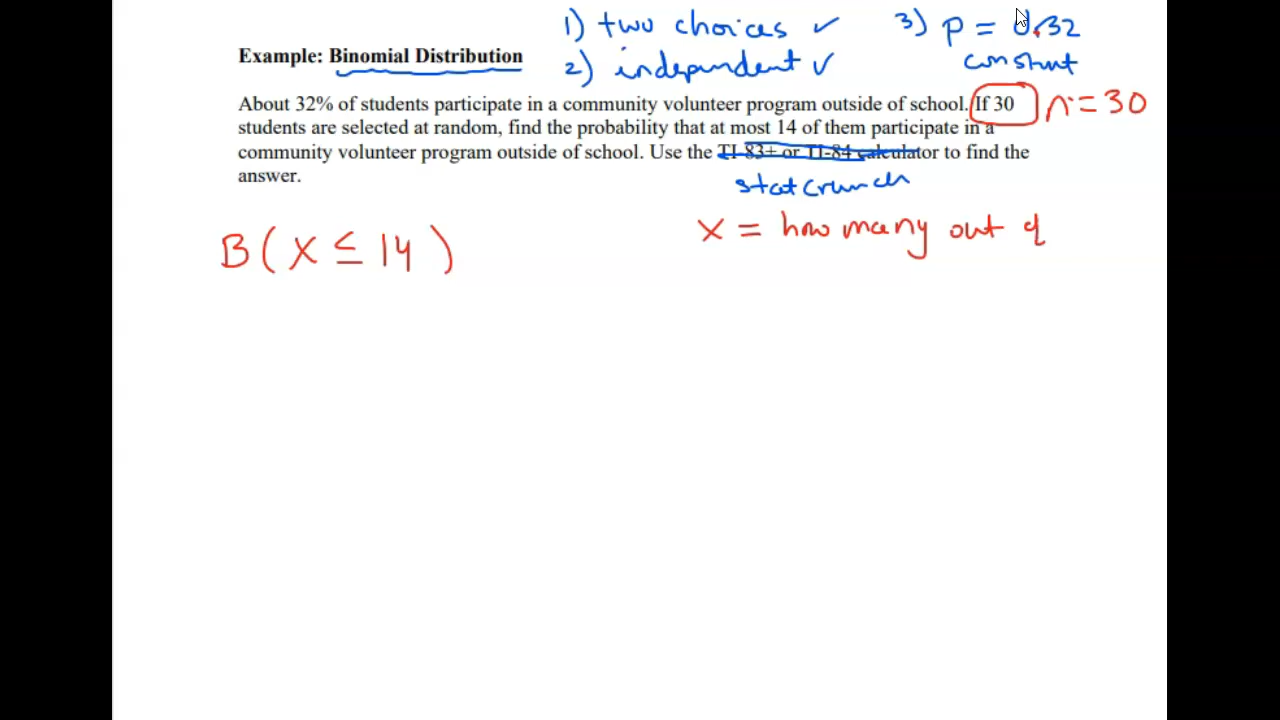 1) two choices ✓ 3) p = 0.32
Example: Binomial Distribution 2) independent ✓ constant
About 32% of students participate in a community volunteer program outside of school. If 30 n = 30
students are selected at random, find the probability that at most 14 of them participate in a
community volunteer program outside of school. Use the TI-83+ or TI-84 calculator to find the
answer. statcrunch
B(x ≤ 14) x = how many out of